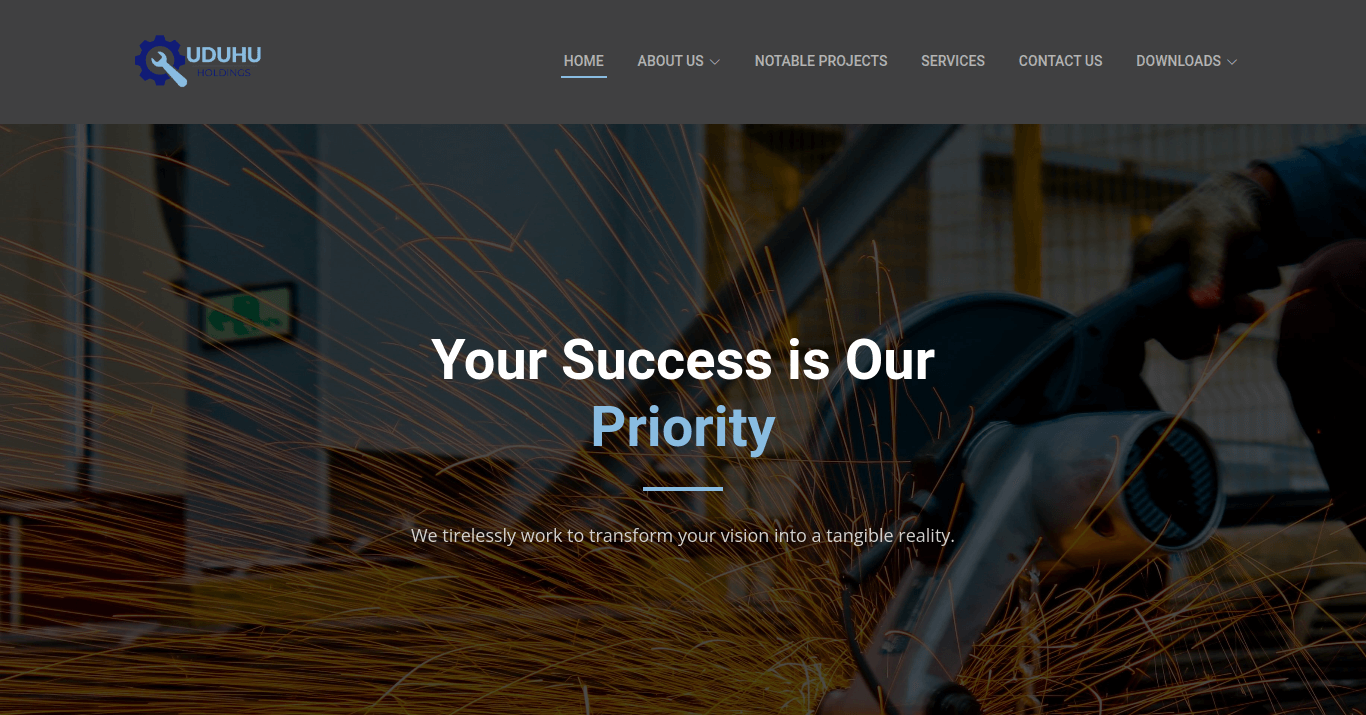 UDUHU
HOLDINGS
HOME
ABOUT US
NOTABLE PROJECTS
SERVICES
CONTACT US
DOWNLOADS
Your Success is Our
Priority
We tirelessly work to transform your vision into a tangible reality.